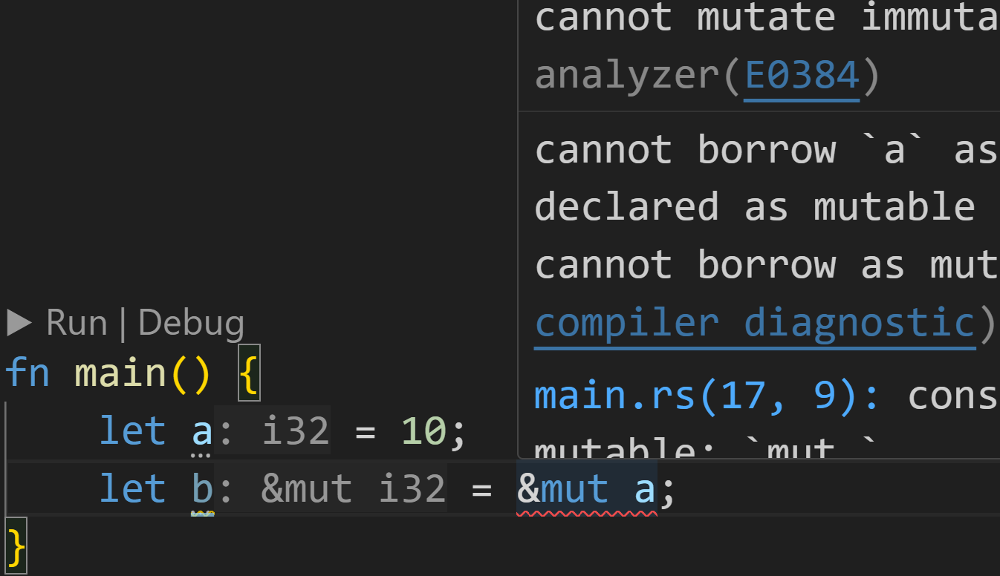 cannot mutate immuta
analyzer(E0384)
cannot borrow `a` as
declared as mutable
cannot borrow as mut
compiler diagnostic)
main.rs(17, 9): cons
mutable: `mut `
Run | Debug
fn main() {
let a: i32 = 10;
let b: &mut i32 = &mut a;
}